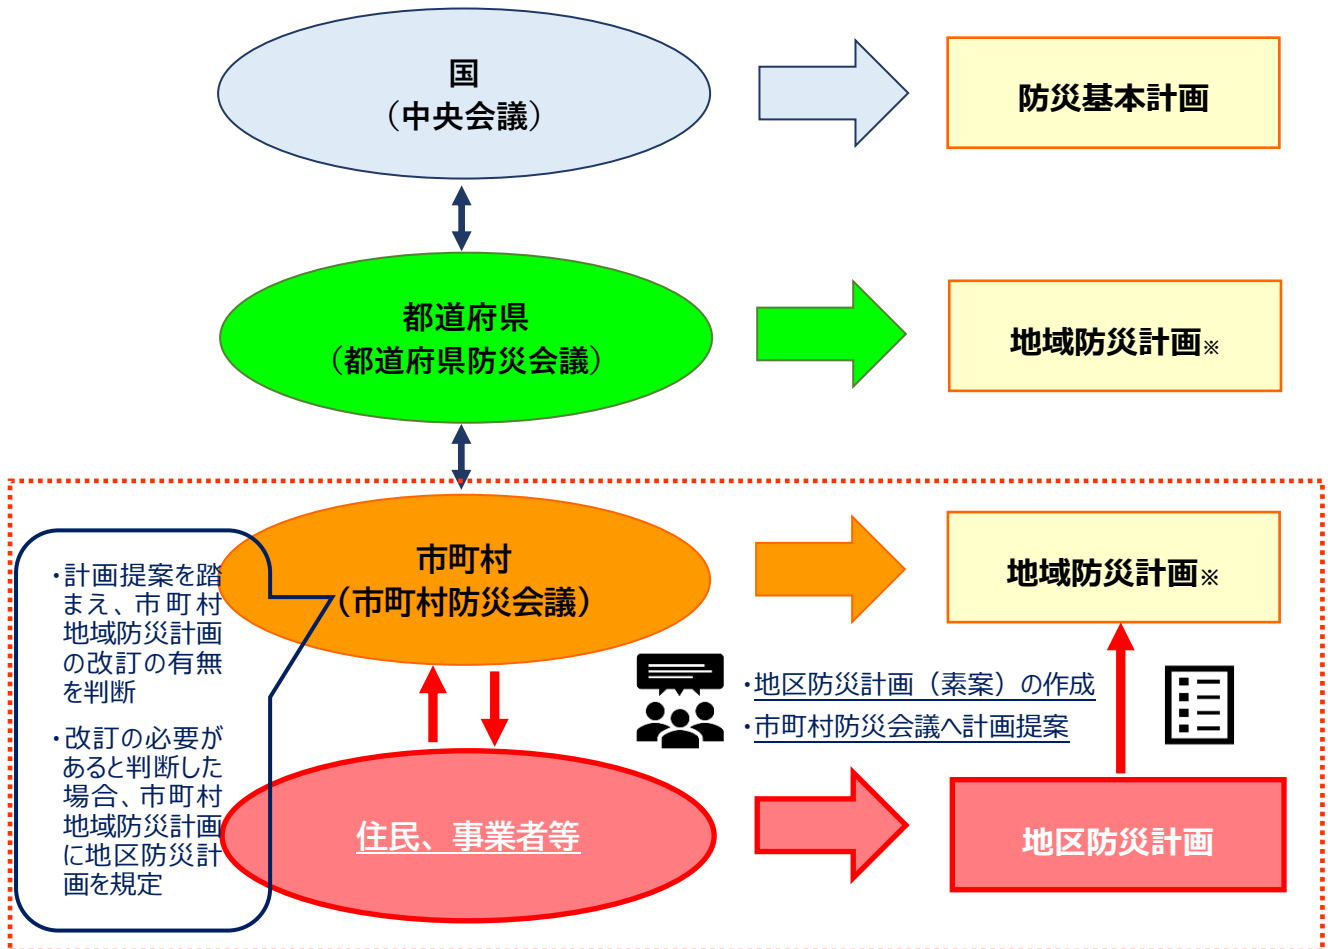 国
（中央会議）
防災基本計画
都道府県
（都道府県防災会議）
地域防災計画※
市町村
（市町村防災会議）
地域防災計画※
・計画提案を踏
まえ、市町村
地域防災計画
の改訂の有無
を判断
・改訂の必要が
あると判断した
場合、市町村
地域防災計画
に地区防災計
画を規定
・地区防災計画（素案）の作成
・市町村防災会議へ計画提案
住民、事業者等
地区防災計画